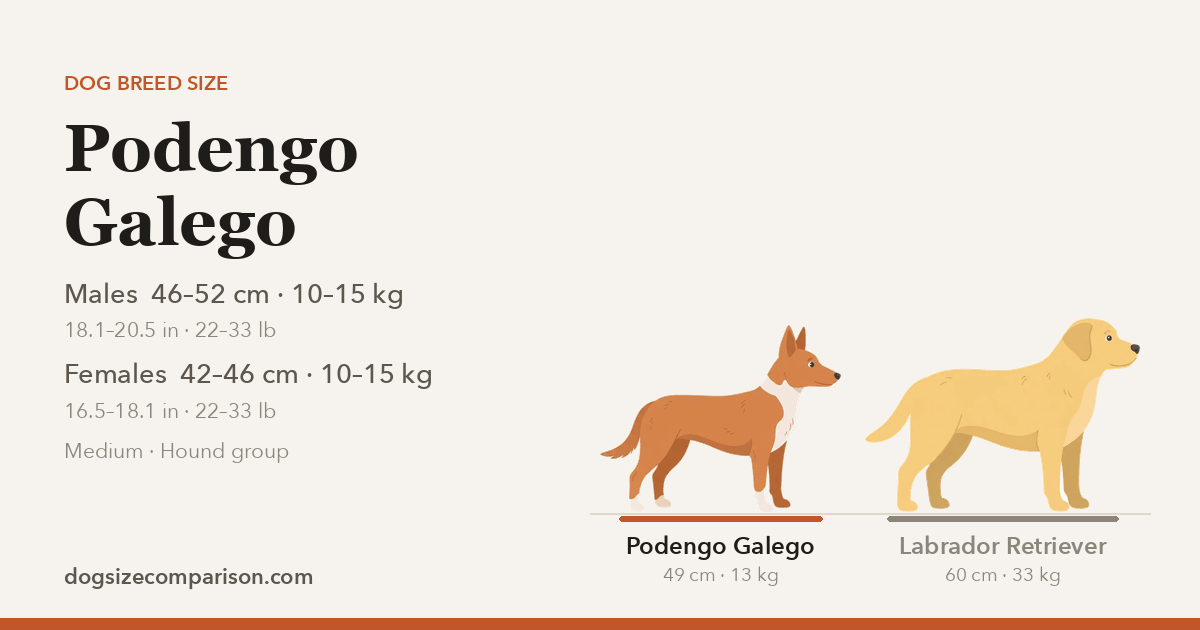 DOG BREED SIZE
Podengo
Galego
Males 46–52 cm · 10–15 kg
18.1–20.5 in · 22–33 lb
Females 42–46 cm · 10–15 kg
16.5–18.1 in · 22–33 lb
Medium · Hound group
dogsizecomparison.com
Podengo Galego
49 cm · 13 kg
Labrador Retriever
60 cm · 33 kg